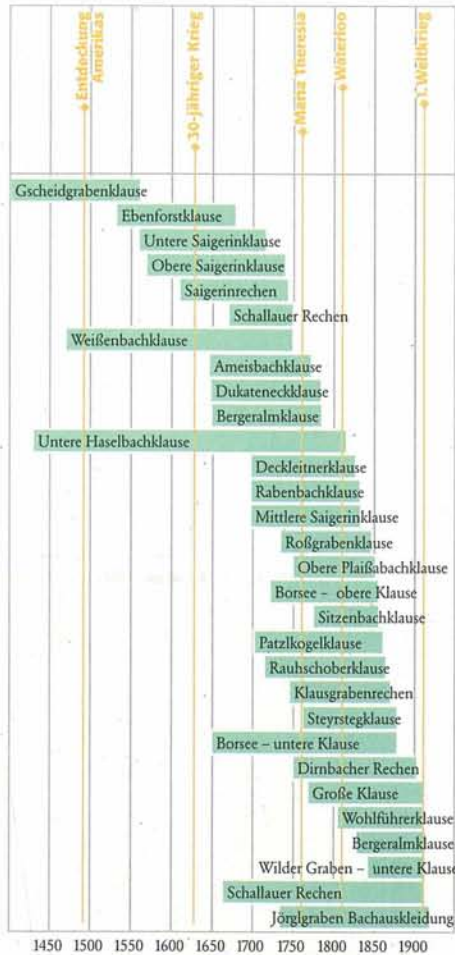 Entdeckung
Amerikas
30-jähriger Krieg
Maria Theresia
Waterloo
1. Weltkrieg
Gscheidgrabenklause
Ebenforstklause
Untere Saigerinklause
Obere Saigerinklause
Saigerinrechen
Schallauer Rechen
Weißenbachklause
Ameisbachklause
Dukateneckklause
Bergeralmklause
Untere Haselbachklause
Deckleitnerklause
Rabenbachklause
Mittlere Saigerinklause
Roßgrabenklause
Obere Plaißabachklause
Borsee - obere Klause
Sitzenbachklause
Patzlkogelklause
Rauhschoberklause
Klausgrabenrechen
Steyrstegklause
Borsee – untere Klause
Dirnbacher Rechen
Große Klause
Wohlführerklause
Bergeralmklause
Wilder Graben – untere Klause
Schallauer Rechen
Jörglgraben Bachauskleidung
1450 1500 1550 1600 1650 1700 1750 1800 1850 1900